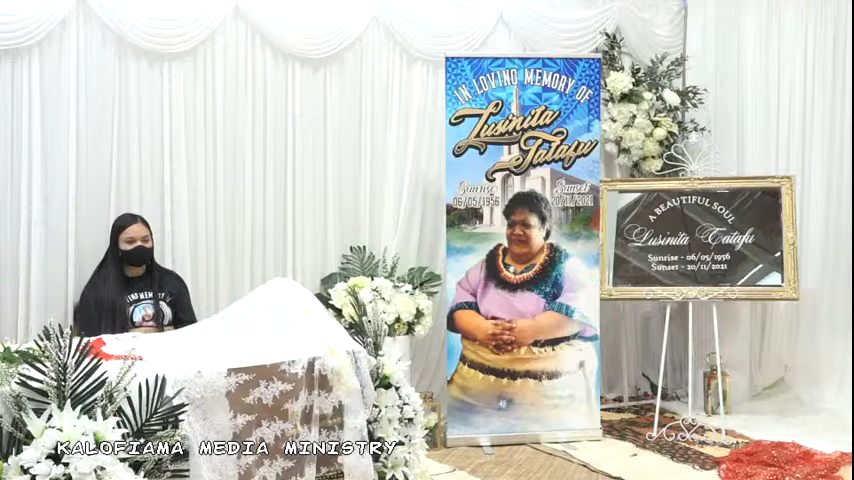 IN LOVING MEMORY OF
Lusinita
Tatafu
Sunrise
Sunset
06/05/1956
20/11/2021
A BEAUTIFUL SOUL
Lusinita Tatafu
Sunrise - 06/05/1956
Sunset - 20/11/2021
KALOFIAMA MEDIA MINISTRY